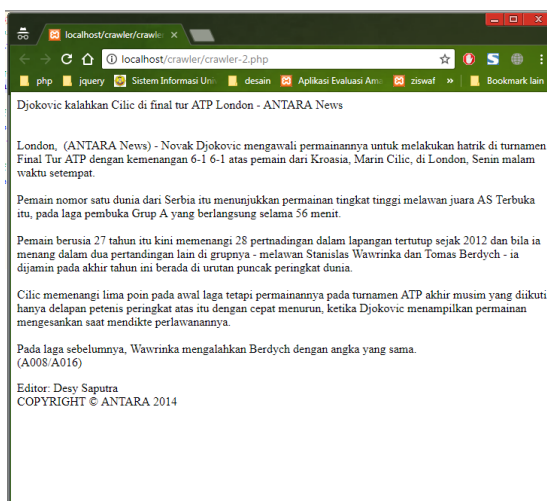 localhost/crawler/crawle
localhost/crawler/crawler-2.php
php jquery Sistem Informasi Uni desain Aplikasi Evaluasi Ama ziswaf » Bookmark lain
Djokovic kalahkan Cilic di final tur ATP London - ANTARA News
London, (ANTARA News) - Novak Djokovic mengawali permainannya untuk melakukan hatrik di turnamen
Final Tur ATP dengan kemenangan 6-1 6-1 atas pemain dari Kroasia, Marin Cilic, di London, Senin malam
waktu setempat.
Pemain nomor satu dunia dari Serbia itu menunjukkan permainan tingkat tinggi melawan juara AS Terbuka
itu, pada laga pembuka Grup A yang berlangsung selama 56 menit.
Pemain berusia 27 tahun itu kini memenangi 28 pertnadingan dalam lapangan tertutup sejak 2012 dan bila ia
menang dalam dua pertandingan lain di grupnya - melawan Stanislas Wawrinka dan Tomas Berdych - ia
dijamin pada akhir tahun ini berada di urutan puncak peringkat dunia.
Cilic memenangi lima poin pada awal laga tetapi permainannya pada turnamen ATP akhir musim yang diikuti
hanya delapan petenis peringkat atas itu dengan cepat menurun, ketika Djokovic menampilkan permainan
mengesankan saat mendikte perlawanannya.
Pada laga sebelumnya, Wawrinka mengalahkan Berdych dengan angka yang sama.
(A008/A016)
Editor: Desy Saputra
COPYRIGHT © ANTARA 2014